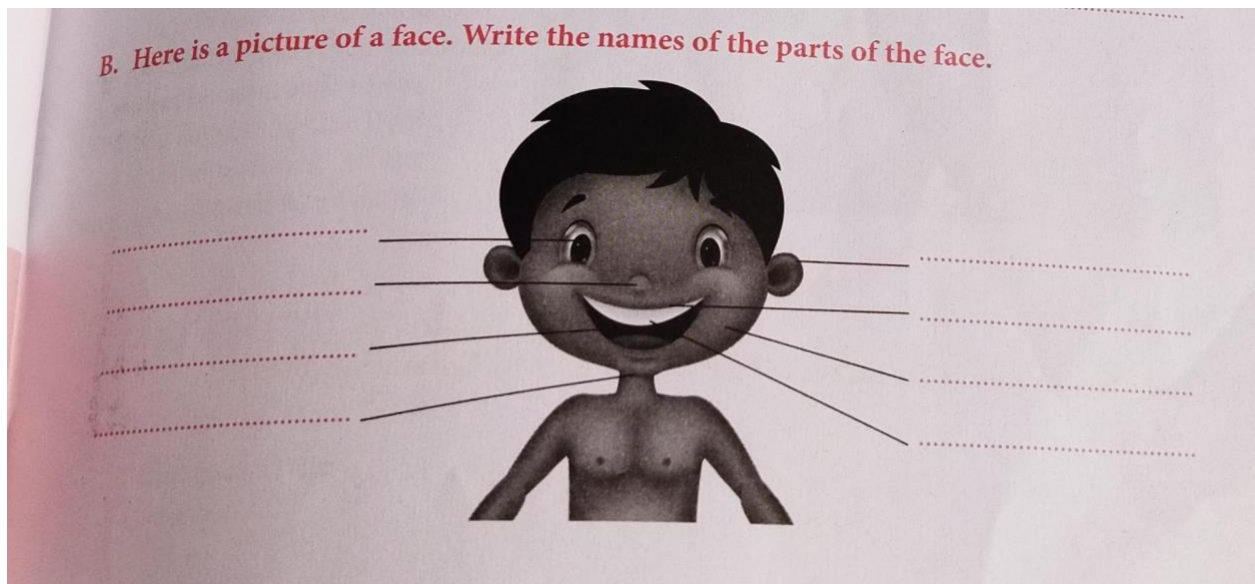 B. Here is a picture of a face. Write the names of the parts of the face.